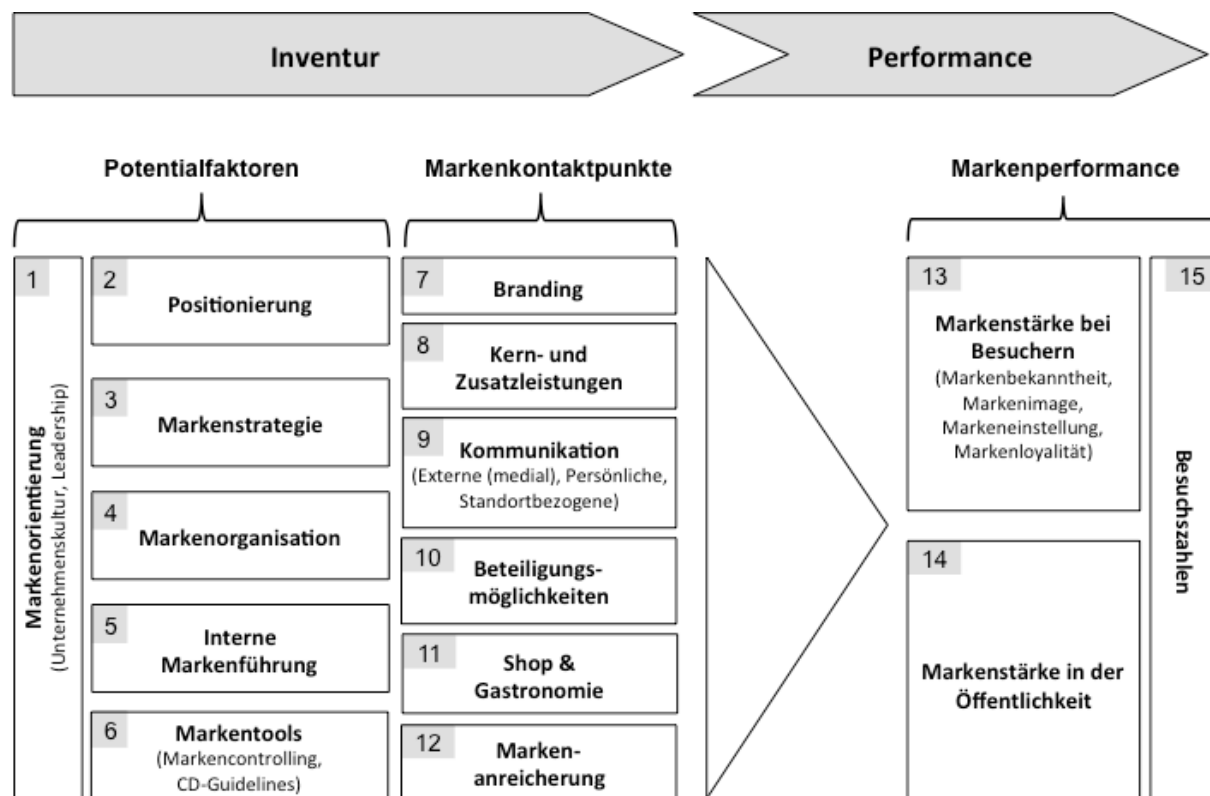 Inventur
Performance
Potentialfaktoren
Markenkontaktpunkte
Markenperformance
1
Markenorientierung
(Unternehmenskultur, Leadership)
2
Positionierung
3
Markenstrategie
4
Markenorganisation
5
Interne
Markenführung
6
Markentools
(Markencontrolling,
CD-Guidelines)
7
Branding
8
Kern- und
Zusatzleistungen
9
Kommunikation
(Externe (medial), Persönliche,
Standortbezogene)
10
Beteiligungs-
möglichkeiten
11
Shop &
Gastronomie
12
Marken-
anreicherung
13
Markenstärke bei
Besuchern
(Markenbekanntheit,
Markenimage,
Markeneinstellung,
Markenloyalität)
14
Markenstärke in der
Öffentlichkeit
15
Besuchszahlen